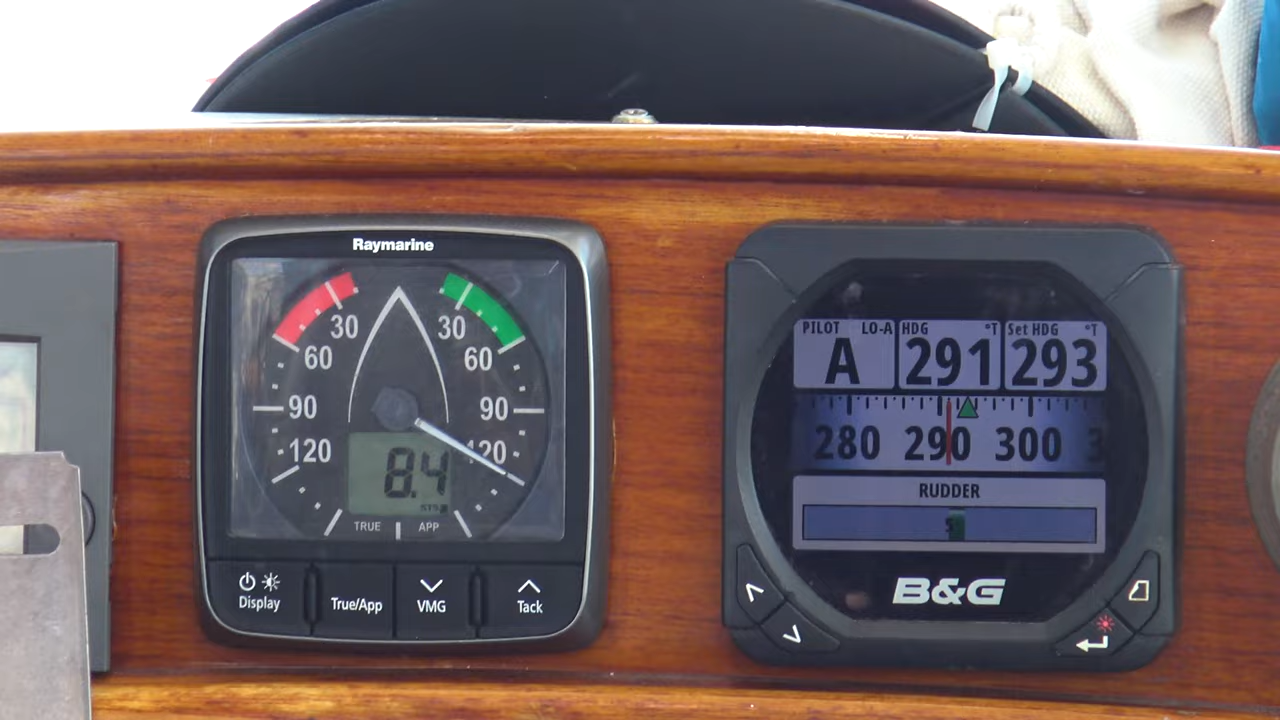 Raymarine
30 30
60 60
90 90
120 120
8.4
TRUE APP
Display
True/App
VMG
Tack
PILOT LO-A HDG °T Set HDG °T
A 291 293
280 290 300 3
RUDDER
B&G